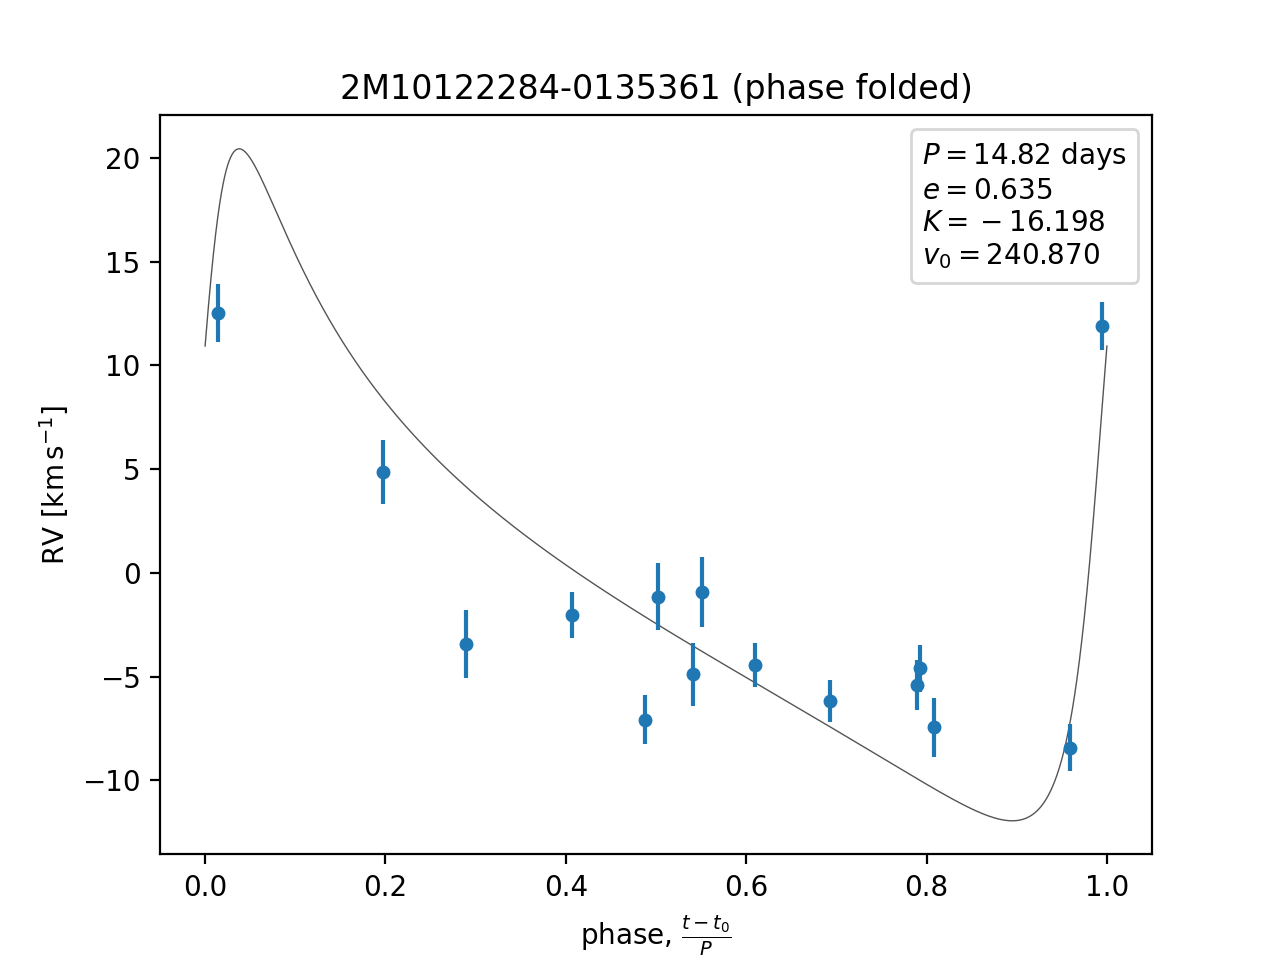 2M10122284-0135361 (phase folded)
P = 14.82 days
e = 0.635
K = −16.198
v₀ = 240.870
RV [km s⁻¹]
20
15
10
5
0
−5
−10
0.0 0.2 0.4 0.6 0.8 1.0
phase, (t − t₀)/P